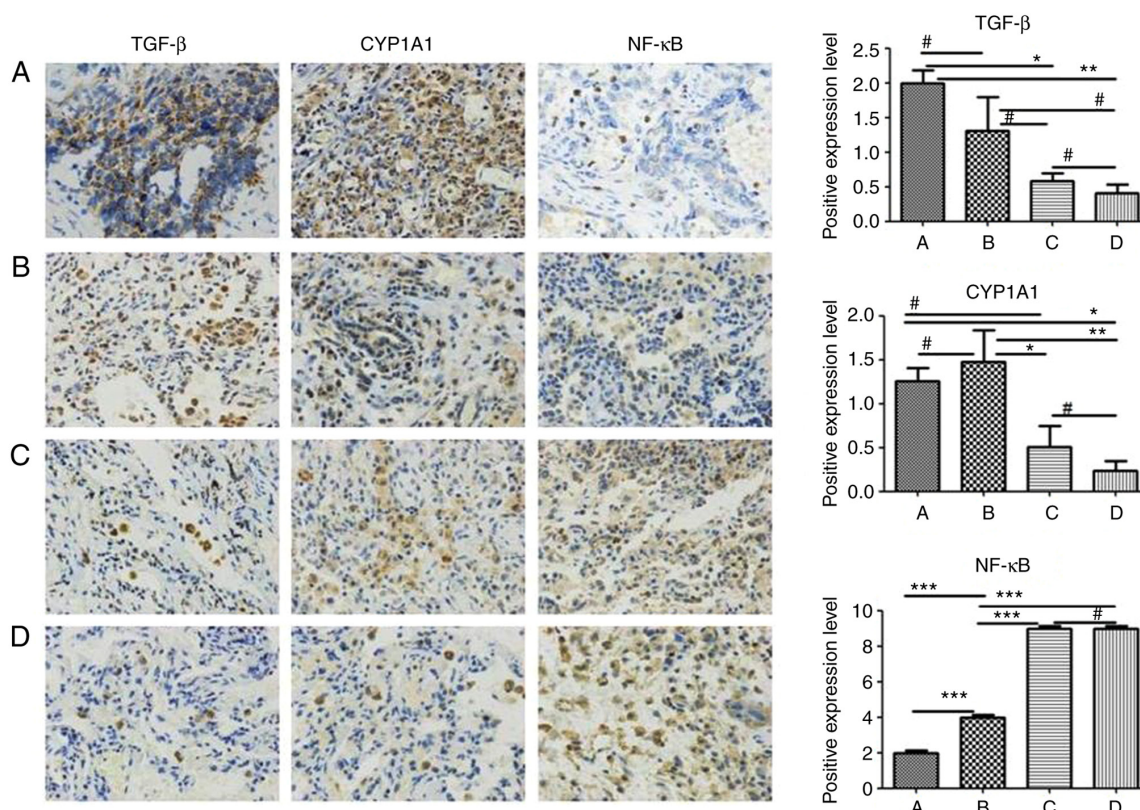 TGF-β CYP1A1 NF-κB
A
B
C
D
TGF-β
Positive expression level
2.5
2.0
1.5
1.0
0.5
0.0
# * ** # # #
A B C D
CYP1A1
Positive expression level
2.0
1.5
1.0
0.5
0.0
# * ** # * #
A B C D
NF-κB
Positive expression level
10
8
6
4
2
0
*** *** *** # ***
A B C D